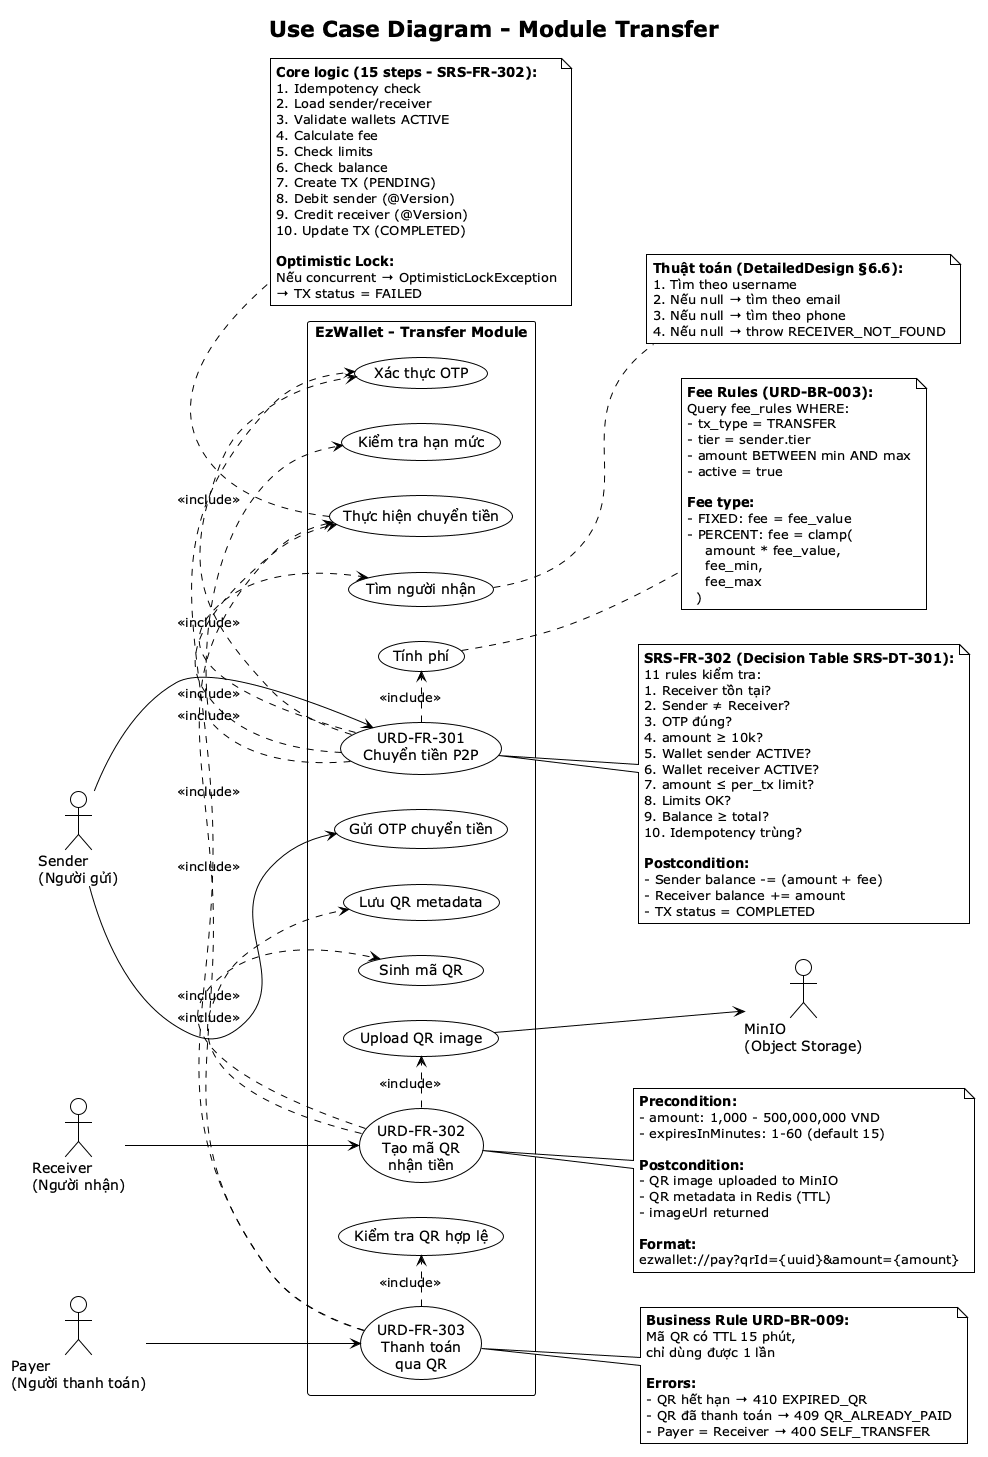 Use Case Diagram - Module Transfer
Core logic (15 steps - SRS-FR-302):
1. Idempotency check
2. Load sender/receiver
3. Validate wallets ACTIVE
4. Calculate fee
5. Check limits
6. Check balance
7. Create TX (PENDING)
8. Debit sender (@Version)
9. Credit receiver (@Version)
10. Update TX (COMPLETED)
Optimistic Lock:
Nếu concurrent → OptimisticLockException
→ TX status = FAILED
Thuật toán (DetailedDesign §6.6):
1. Tìm theo username
2. Nếu null → tìm theo email
3. Nếu null → tìm theo phone
4. Nếu null → throw RECEIVER_NOT_FOUND
EzWallet - Transfer Module
Xác thực OTP
Kiểm tra hạn mức
Thực hiện chuyển tiền
Tìm người nhận
Tính phí
URD-FR-301
Chuyển tiền P2P
Gửi OTP chuyển tiền
Lưu QR metadata
Sinh mã QR
Upload QR image
URD-FR-302
Tạo mã QR
nhận tiền
Kiểm tra QR hợp lệ
URD-FR-303
Thanh toán
qua QR
«include»
«include»
«include»
«include»
«include»
«include»
«include»
«include»
«include»
«include»
«include»
Fee Rules (URD-BR-003):
Query fee_rules WHERE:
- tx_type = TRANSFER
- tier = sender.tier
- amount BETWEEN min AND max
- active = true
Fee type:
- FIXED: fee = fee_value
- PERCENT: fee = clamp(
amount * fee_value,
fee_min,
fee_max
)
SRS-FR-302 (Decision Table SRS-DT-301):
11 rules kiểm tra:
1. Receiver tồn tại?
2. Sender ≠ Receiver?
3. OTP đúng?
4. amount ≥ 10k?
5. Wallet sender ACTIVE?
6. Wallet receiver ACTIVE?
7. amount ≤ per_tx limit?
8. Limits OK?
9. Balance ≥ total?
10. Idempotency trùng?
Postcondition:
- Sender balance -= (amount + fee)
- Receiver balance += amount
- TX status = COMPLETED
Sender
(Người gửi)
MinIO
(Object Storage)
Receiver
(Người nhận)
Precondition:
- amount: 1,000 - 500,000,000 VND
- expiresInMinutes: 1-60 (default 15)
Postcondition:
- QR image uploaded to MinIO
- QR metadata in Redis (TTL)
- imageUrl returned
Format:
ezwallet://pay?qrId={uuid}&amount={amount}
Payer
(Người thanh toán)
Business Rule URD-BR-009:
Mã QR có TTL 15 phút,
chỉ dùng được 1 lần
Errors:
- QR hết hạn → 410 EXPIRED_QR
- QR đã thanh toán → 409 QR_ALREADY_PAID
- Payer = Receiver → 400 SELF_TRANSFER